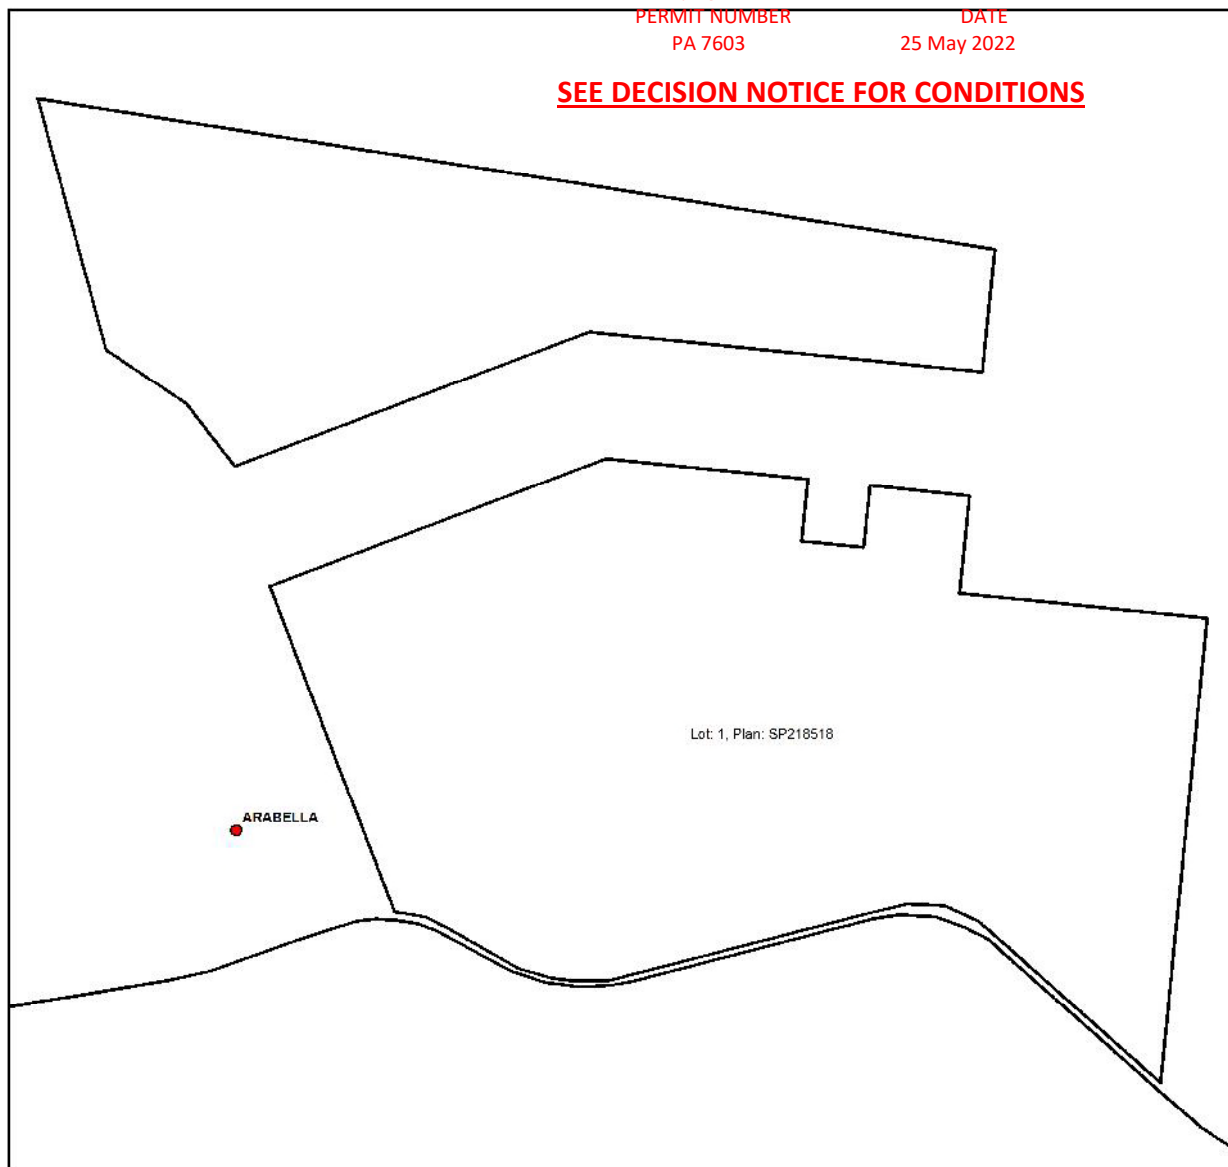 PERMIT NUMBER DATE
PA 7603 25 May 2022
SEE DECISION NOTICE FOR CONDITIONS
Lot: 1, Plan: SP218518
ARABELLA